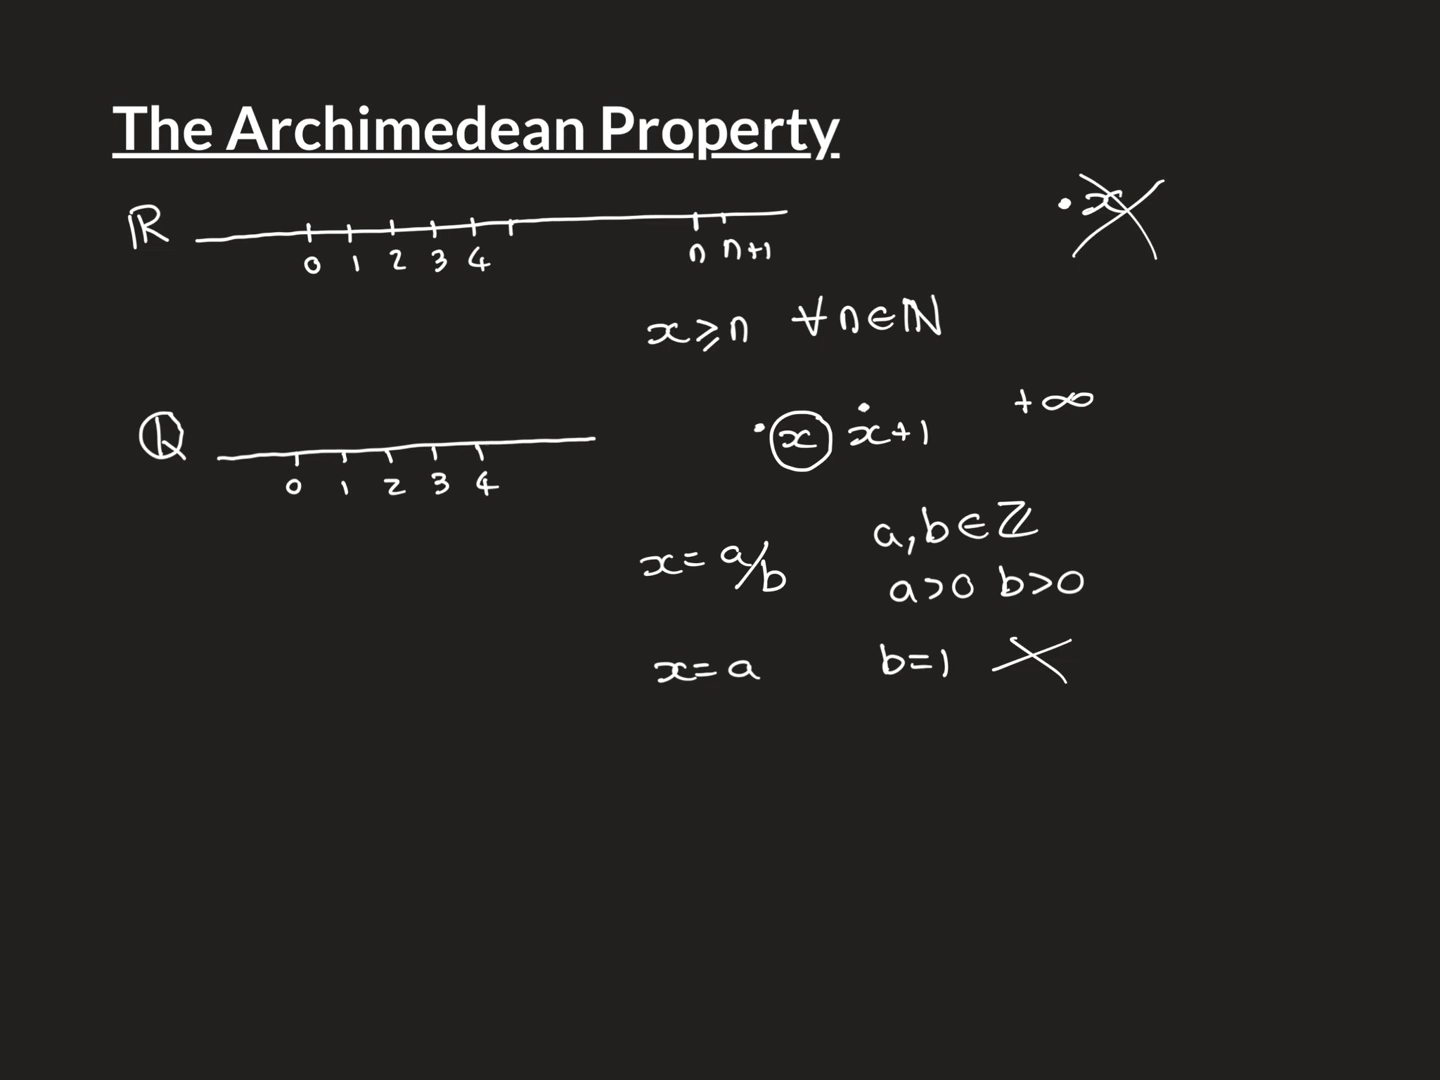 The Archimedean Property
ℝ 0 1 2 3 4 n n+1 x
x ⩾ n ∀ n ∈ ℕ
ℚ 0 1 2 3 4 x x+1 +∞
x = a/b a, b ∈ ℤ
a > 0 b > 0
x = a b = 1